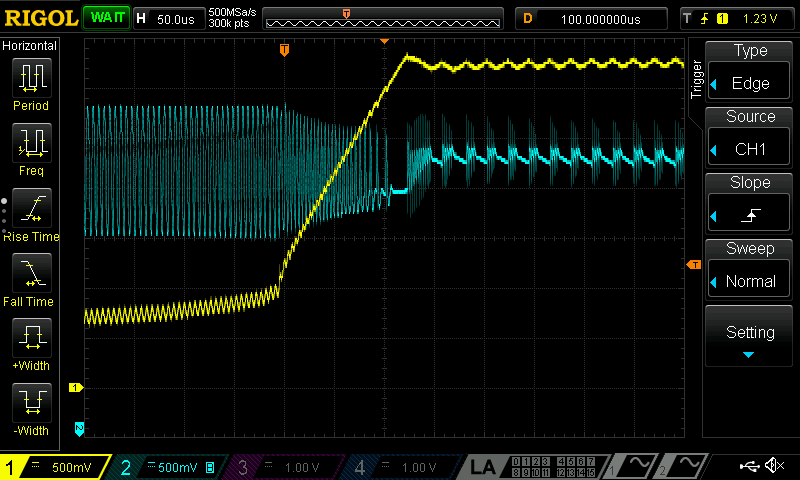 RIGOL WAIT H 50.0us 500MSa/s 300k pts T D 100.000000us T 1 1.23 V
Horizontal
Period
Freq
Rise Time
Fall Time
+Width
-Width
T
T
1
2
Trigger
Type
Edge
Source
CH1
Slope
Sweep
Normal
Setting
1 500mV 2 500mV B 3 1.00 V 4 1.00 V LA 0 1 2 3 4 5 6 7 1 2
8 9 10 11 12 13 14 15